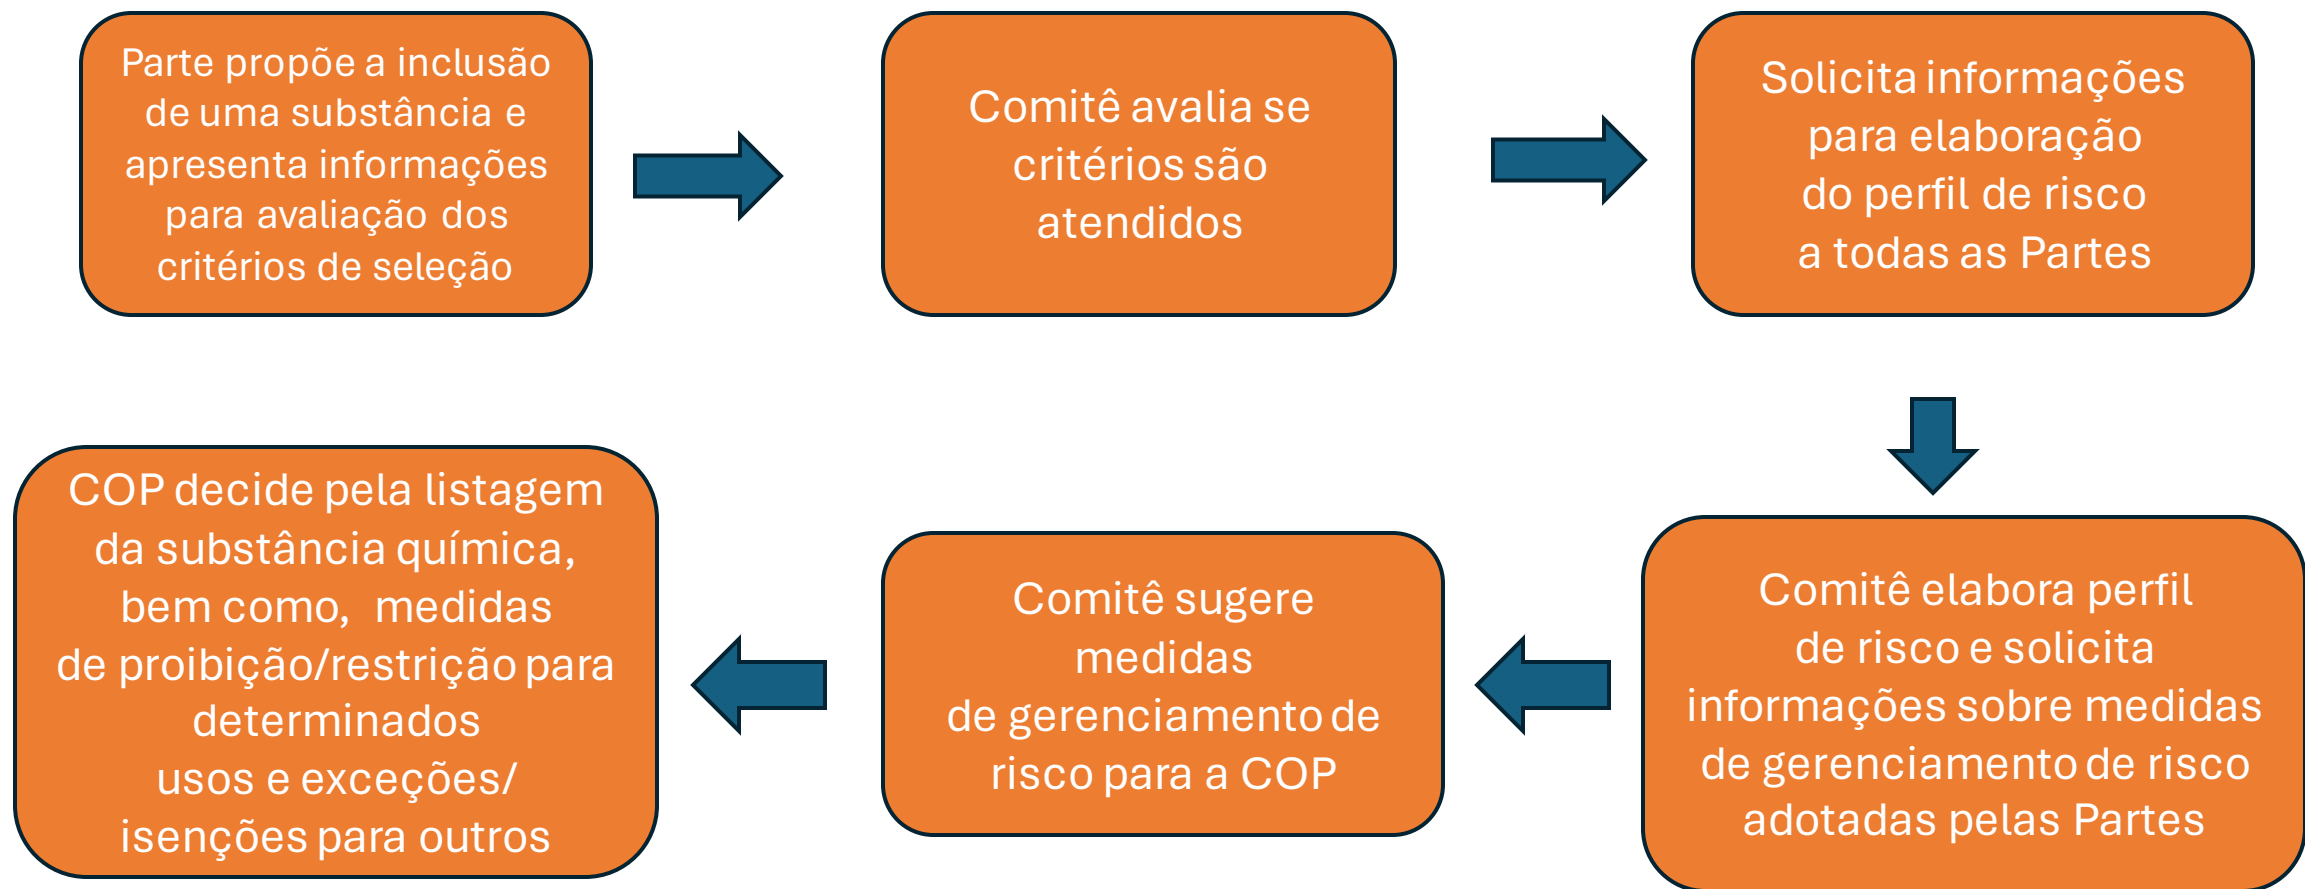 Parte propõe a inclusão
de uma substância e
apresenta informações
para avaliação dos
critérios de seleção
Comitê avalia se
critérios são
atendidos
Solicita informações
para elaboração
do perfil de risco
a todas as Partes
Comitê elabora perfil
de risco e solicita
informações sobre medidas
de gerenciamento de risco
adotadas pelas Partes
Comitê sugere
medidas
de gerenciamento de
risco para a COP
COP decide pela listagem
da substância química,
bem como, medidas
de proibição/restrição para
determinados
usos e exceções/
isenções para outros